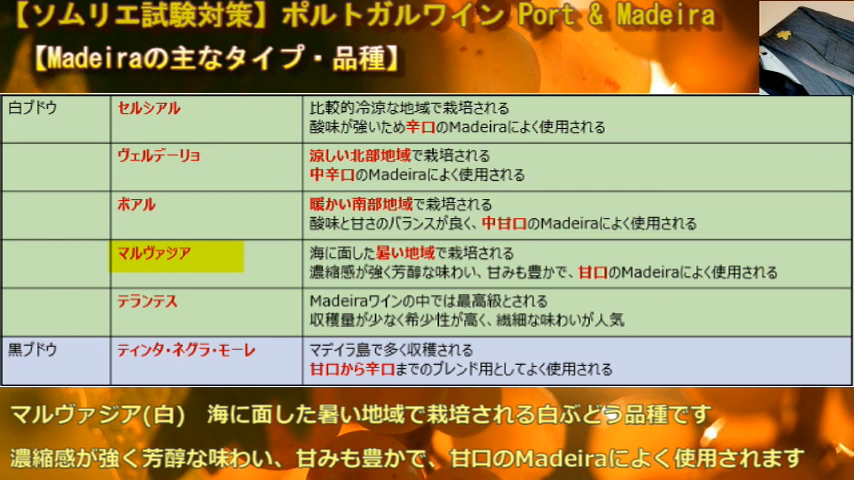 【ソムリエ試験対策】ポルトガルワイン Port & Madeira
【Madeiraの主なタイプ・品種】
白ブドウ
セルシアル
比較的冷涼な地域で栽培される
酸味が強いため辛口のMadeiraによく使用される
ヴェルデーリョ
涼しい北部地域で栽培される
中辛口のMadeiraによく使用される
ボアル
暖かい南部地域で栽培される
酸味と甘さのバランスが良く、中甘口のMadeiraによく使用される
マルヴァジア
海に面した暑い地域で栽培される
濃縮感が強く芳醇な味わい、甘みも豊かで、甘口のMadeiraによく使用される
テランテス
Madeiraワインの中では最高級とされる
収穫量が少なく希少性が高く、繊細な味わいが人気
黒ブドウ
ティンタ・ネグラ・モーレ
マデイラ島で多く収穫される
甘口から辛口までのブレンド用としてよく使用される
マルヴァジア(白) 海に面した暑い地域で栽培される白ぶどう品種です
濃縮感が強く芳醇な味わい、甘みも豊かで、甘口のMadeiraによく使用されます